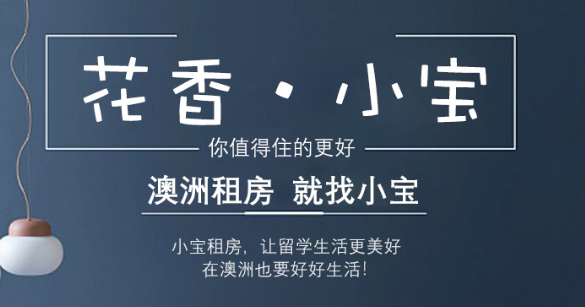 花香·小宝
你值得住的更好
澳洲租房 就找小宝
小宝租房，让留学生活更美好
在澳洲也要好好生活!